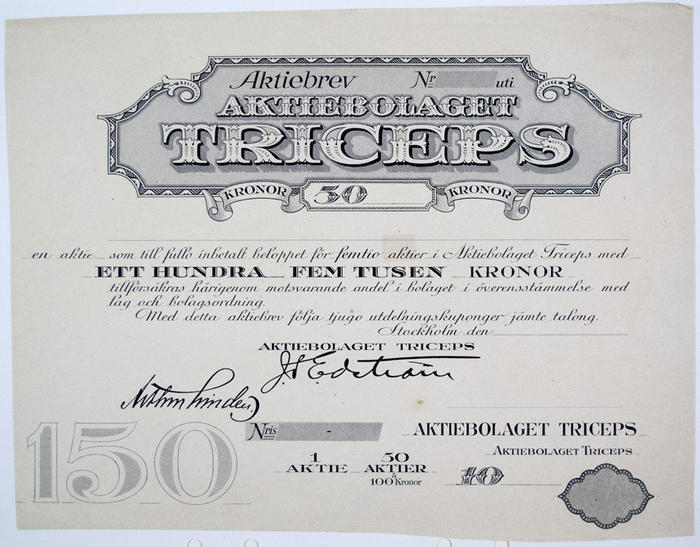 Aktiebrev Nr uti
AKTIEBOLAGET
TRICEPS
KRONOR 50 KRONOR
en aktie som till fullo inbetalt beloppet för femtio aktier i Aktiebolaget Triceps med
ETT HUNDRA FEM TUSEN KRONOR
tillförsäkras härigenom motsvarande andel i bolaget i överensstämmelse med
lag och bolagsordning.
Med detta aktiebrev följa tjugo utdelningskuponger jämte talong.
Stockholm den
AKTIEBOLAGET TRICEPS
J S Edström
150 Nris - AKTIEBOLAGET TRICEPS
1 AKTIE 50 AKTIER à 100 Kronor 10 AKTIEBOLAGET TRICEPS